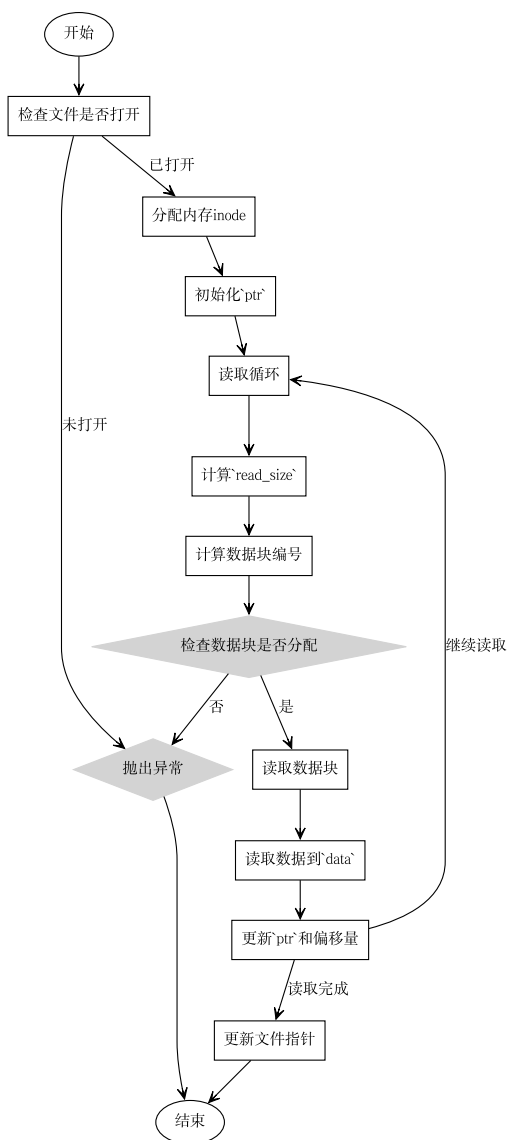 开始
检查文件是否打开
已打开
分配内存inode
初始化`ptr`
读取循环
未打开
计算`read_size`
计算数据块编号
检查数据块是否分配
继续读取
否
是
抛出异常
读取数据块
读取数据到`data`
更新`ptr`和偏移量
读取完成
更新文件指针
结束